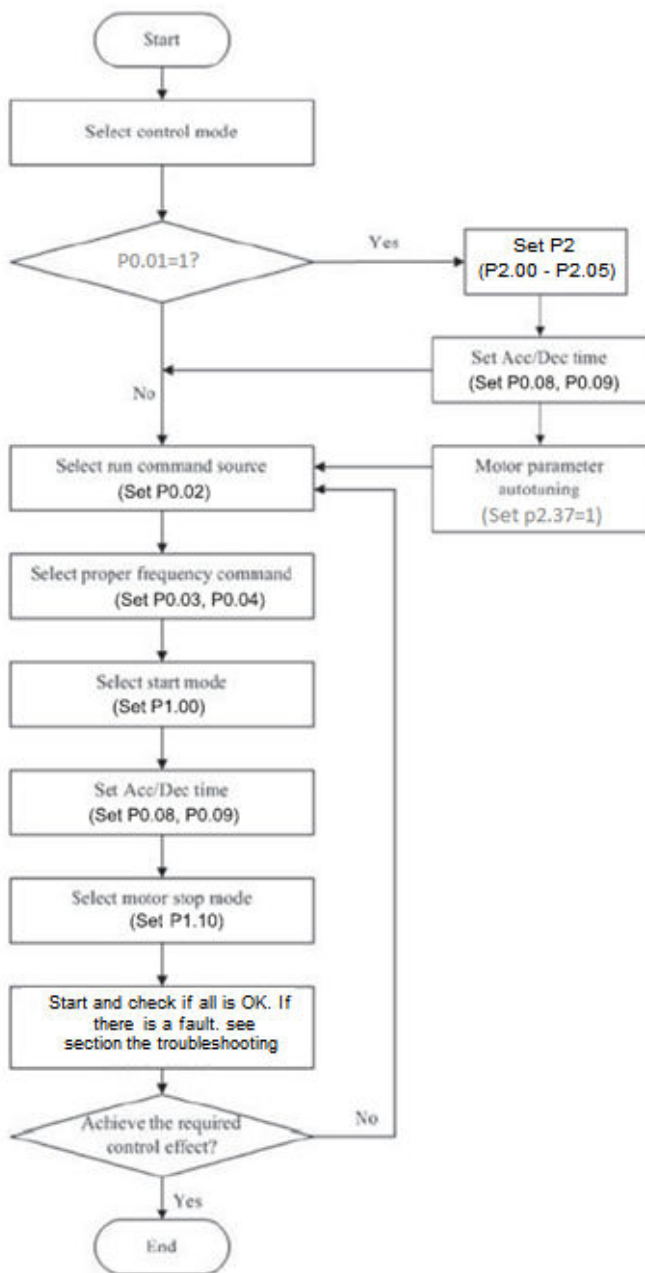 Start
Select control mode
P0.01=1?
Yes
Set P2
(P2.00 - P2.05)
Set Acc/Dec time
(Set P0.08, P0.09)
No
Select run command source
(Set P0.02)
Motor parameter
autotuning
(Set p2.37=1)
Select proper frequency command
(Set P0.03, P0.04)
Select start mode
(Set P1.00)
Set Acc/Dec time
(Set P0.08, P0.09)
Select motor stop mode
(Set P1.10)
Start and check if all is OK. If
there is a fault. see
section the troubleshooting
Achieve the required
control effect?
No
Yes
End